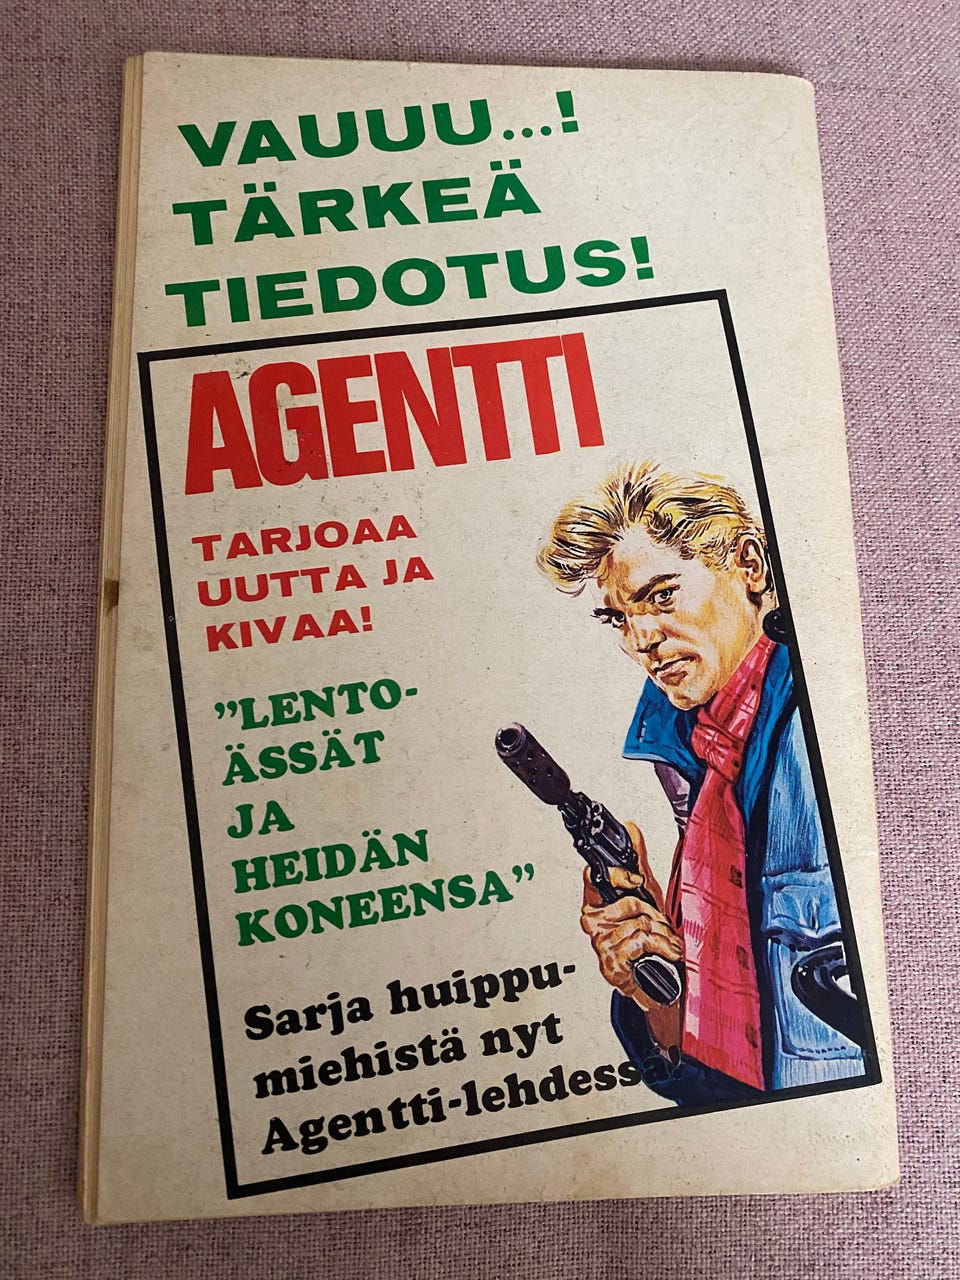 VAUUU...!
TÄRKEÄ
TIEDOTUS!
AGENTTI
TARJOAA
UUTTA JA
KIVAA!
”LENTO-
ÄSSÄT
JA
HEIDÄN
KONEENSA”
Sarja huippu-
miehistä nyt
Agentti-lehdessä!